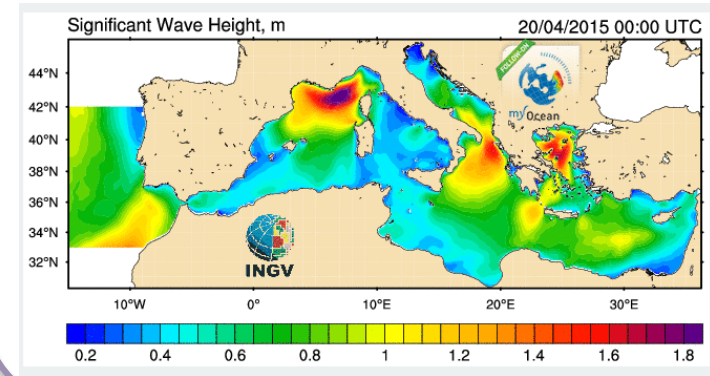 Significant Wave Height, m
20/04/2015 00:00 UTC
FOLLOW-ON
myOcean
INGV
44°N
42°N
40°N
38°N
36°N
34°N
32°N
10°W 0° 10°E 20°E 30°E
0.2 0.4 0.6 0.8 1 1.2 1.4 1.6 1.8